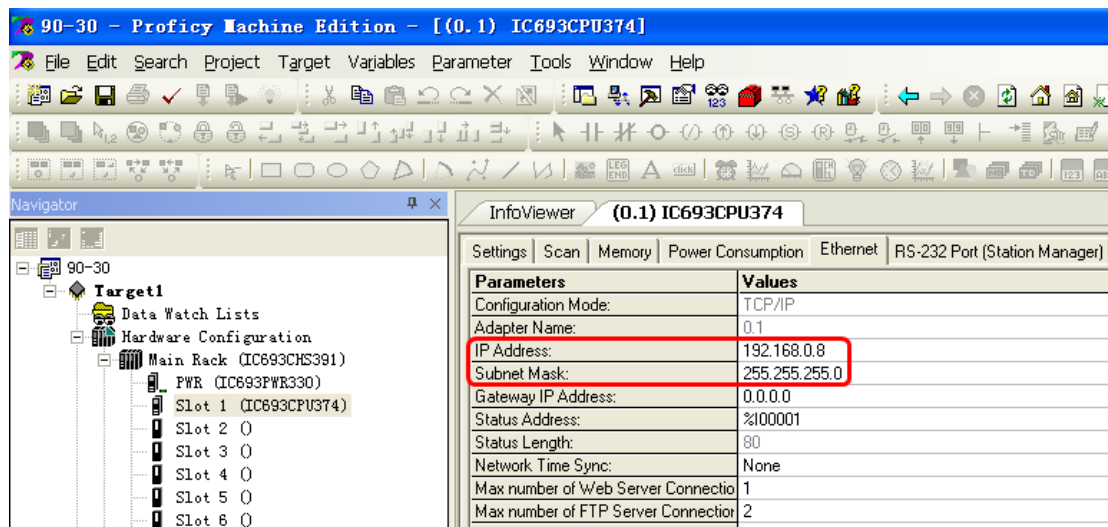 90-30 - Proficy Machine Edition - [(0.1) IC693CPU374]
File Edit Search Project Target Variables Parameter Tools Window Help
Navigator
InfoViewer (0.1) IC693CPU374
Settings Scan Memory Power Consumption Ethernet RS-232 Port (Station Manager)
90-30
Target1
Data Watch Lists
Hardware Configuration
Main Rack (IC693CHS391)
PWR (IC693PWR330)
Slot 1 (IC693CPU374)
Slot 2 ()
Slot 3 ()
Slot 4 ()
Slot 5 ()
Slot 6 ()
Parameters Values
Configuration Mode: TCP/IP
Adapter Name: 0.1
IP Address: 192.168.0.8
Subnet Mask: 255.255.255.0
Gateway IP Address: 0.0.0.0
Status Address: %I00001
Status Length: 80
Network Time Sync: None
Max number of Web Server Connectio 1
Max number of FTP Server Connection 2